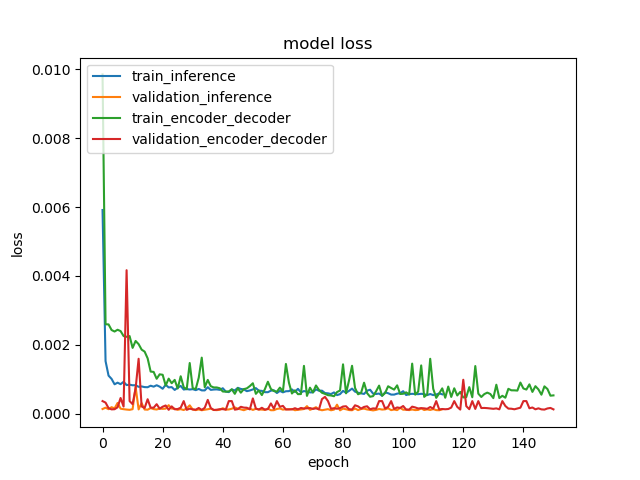 model loss
train_inference
validation_inference
train_encoder_decoder
validation_encoder_decoder
0.010
0.008
0.006
0.004
0.002
0.000
loss
0 20 40 60 80 100 120 140
epoch